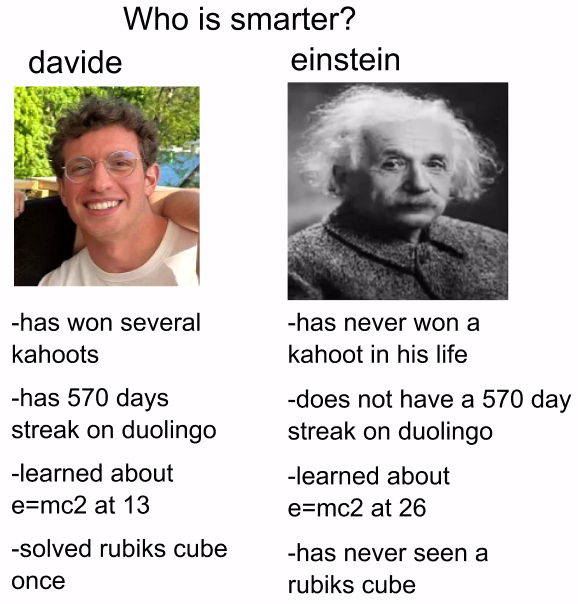 Who is smarter?
davide
einstein
-has won several
kahoots
-has 570 days
streak on duolingo
-learned about
e=mc2 at 13
-solved rubiks cube
once
-has never won a
kahoot in his life
-does not have a 570 day
streak on duolingo
-learned about
e=mc2 at 26
-has never seen a
rubiks cube